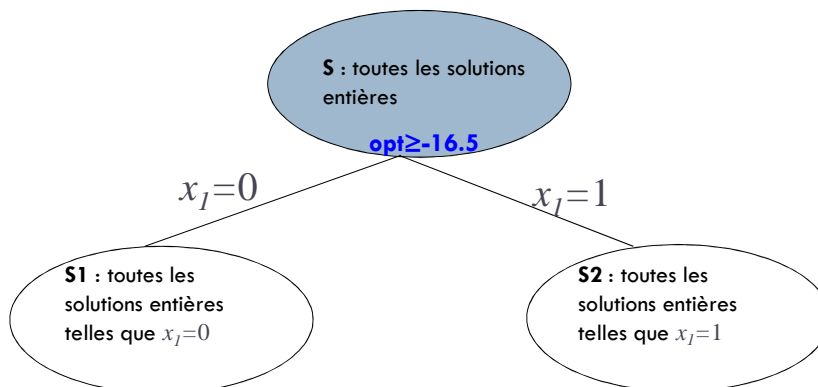 S : toutes les solutions
entières
opt≥-16.5
x₁=0
x₁=1
S1 : toutes les
solutions entières
telles que x₁=0
S2 : toutes les
solutions entières
telles que x₁=1